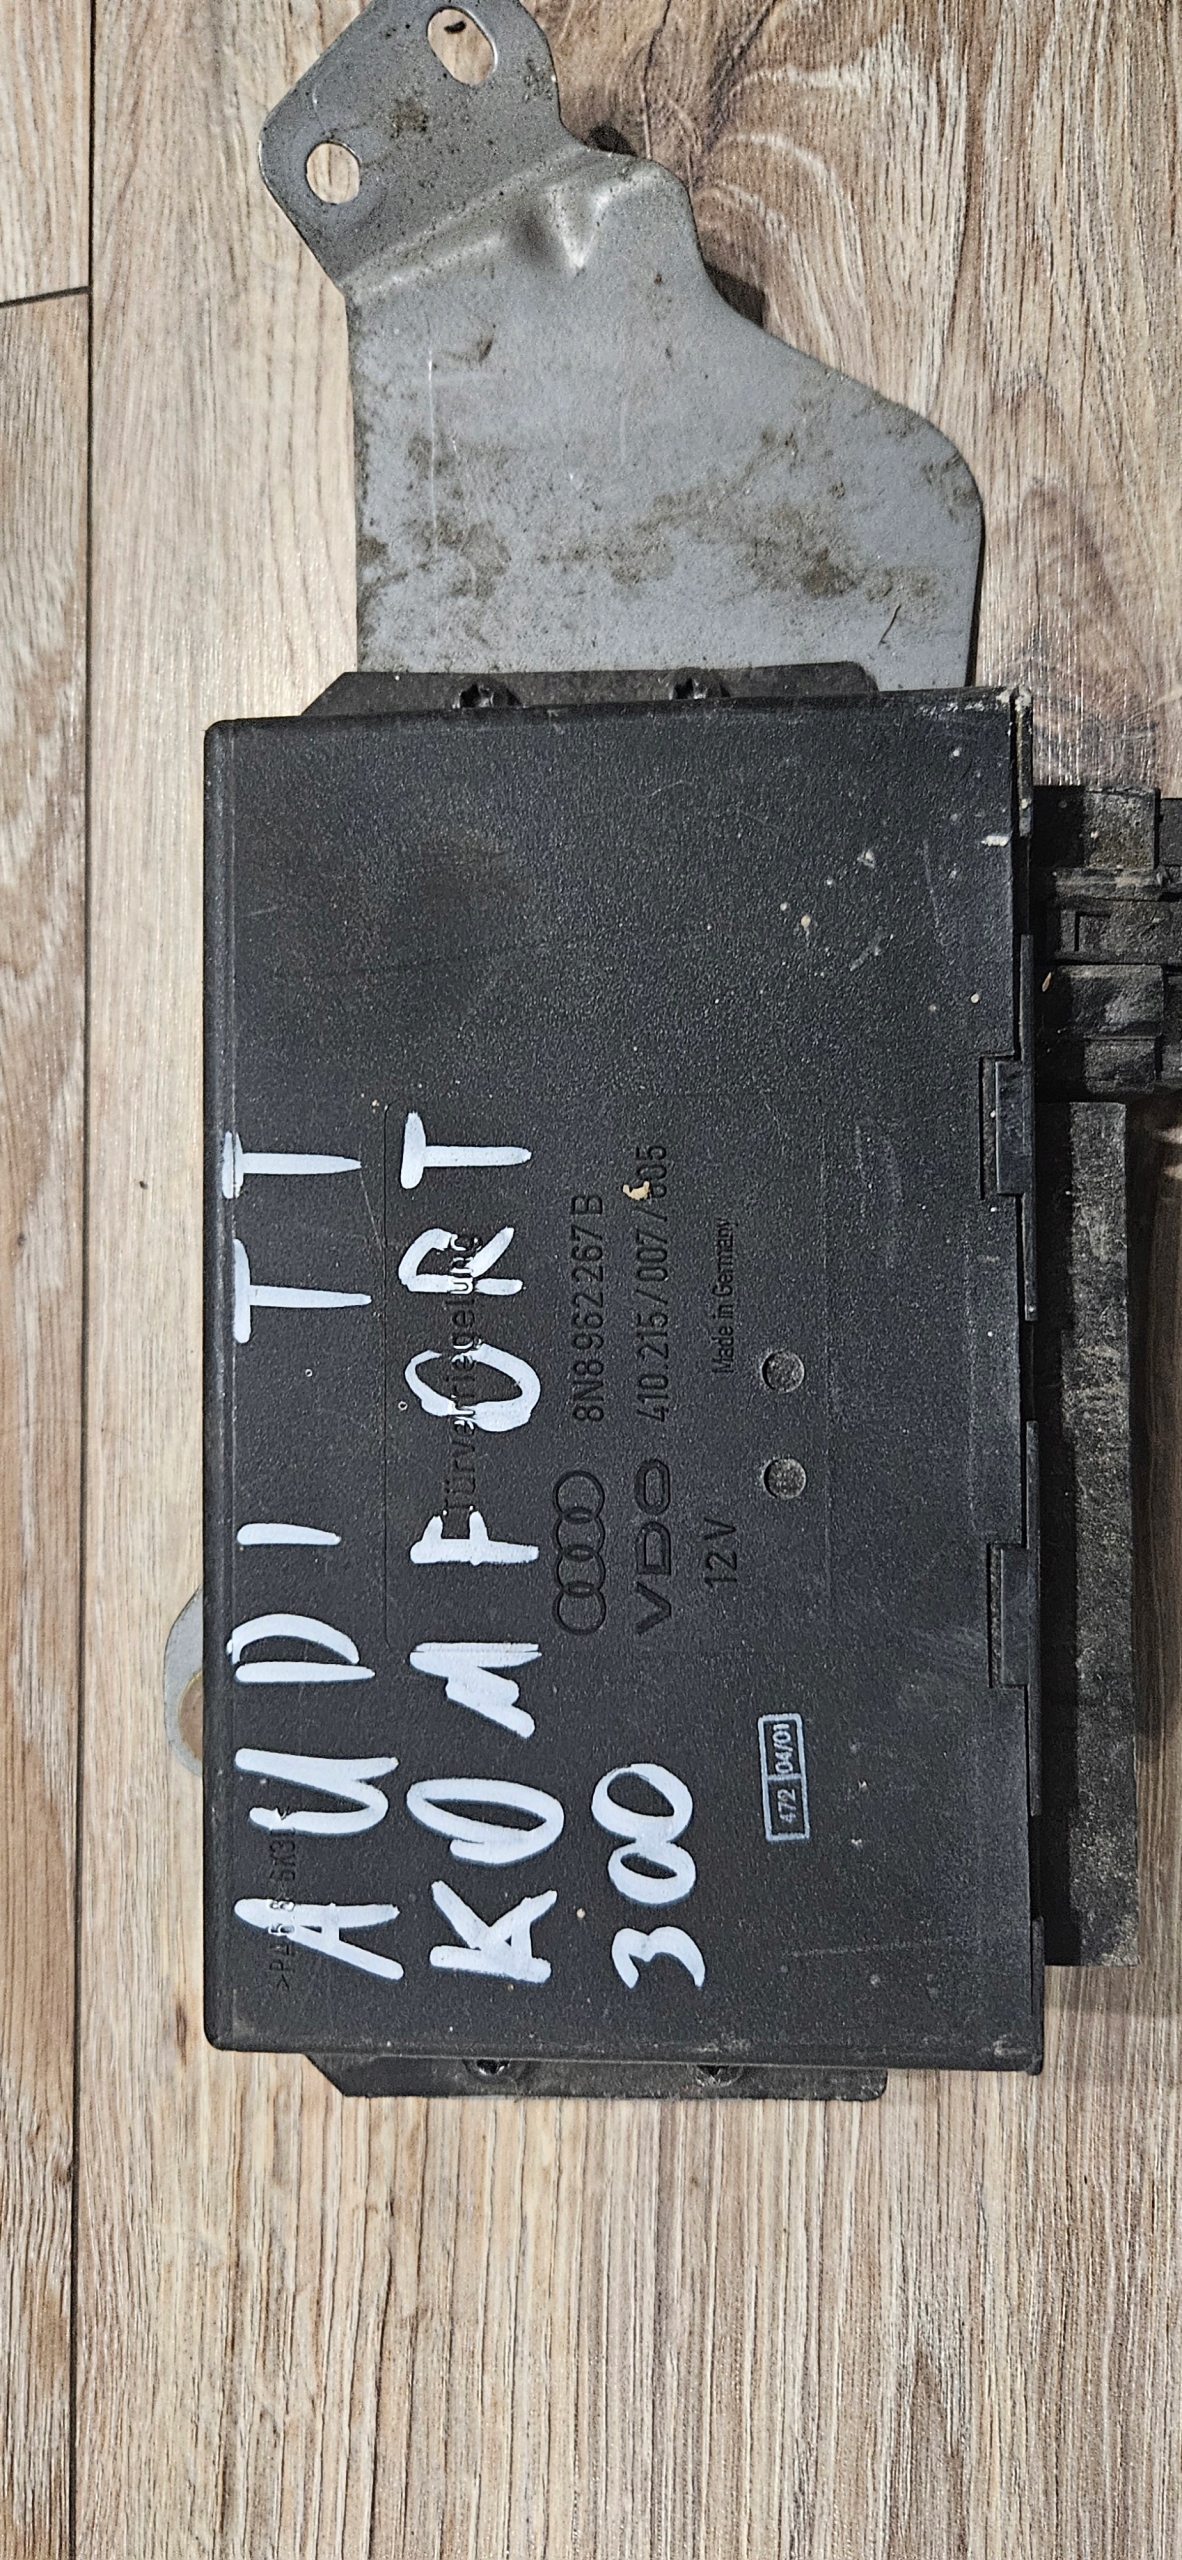 AUDI TT
KOMFORT
300
Türverriegelung
8N8 962 267 B
VDO 410.215/007/005
12V Made in Germany
472 04/01